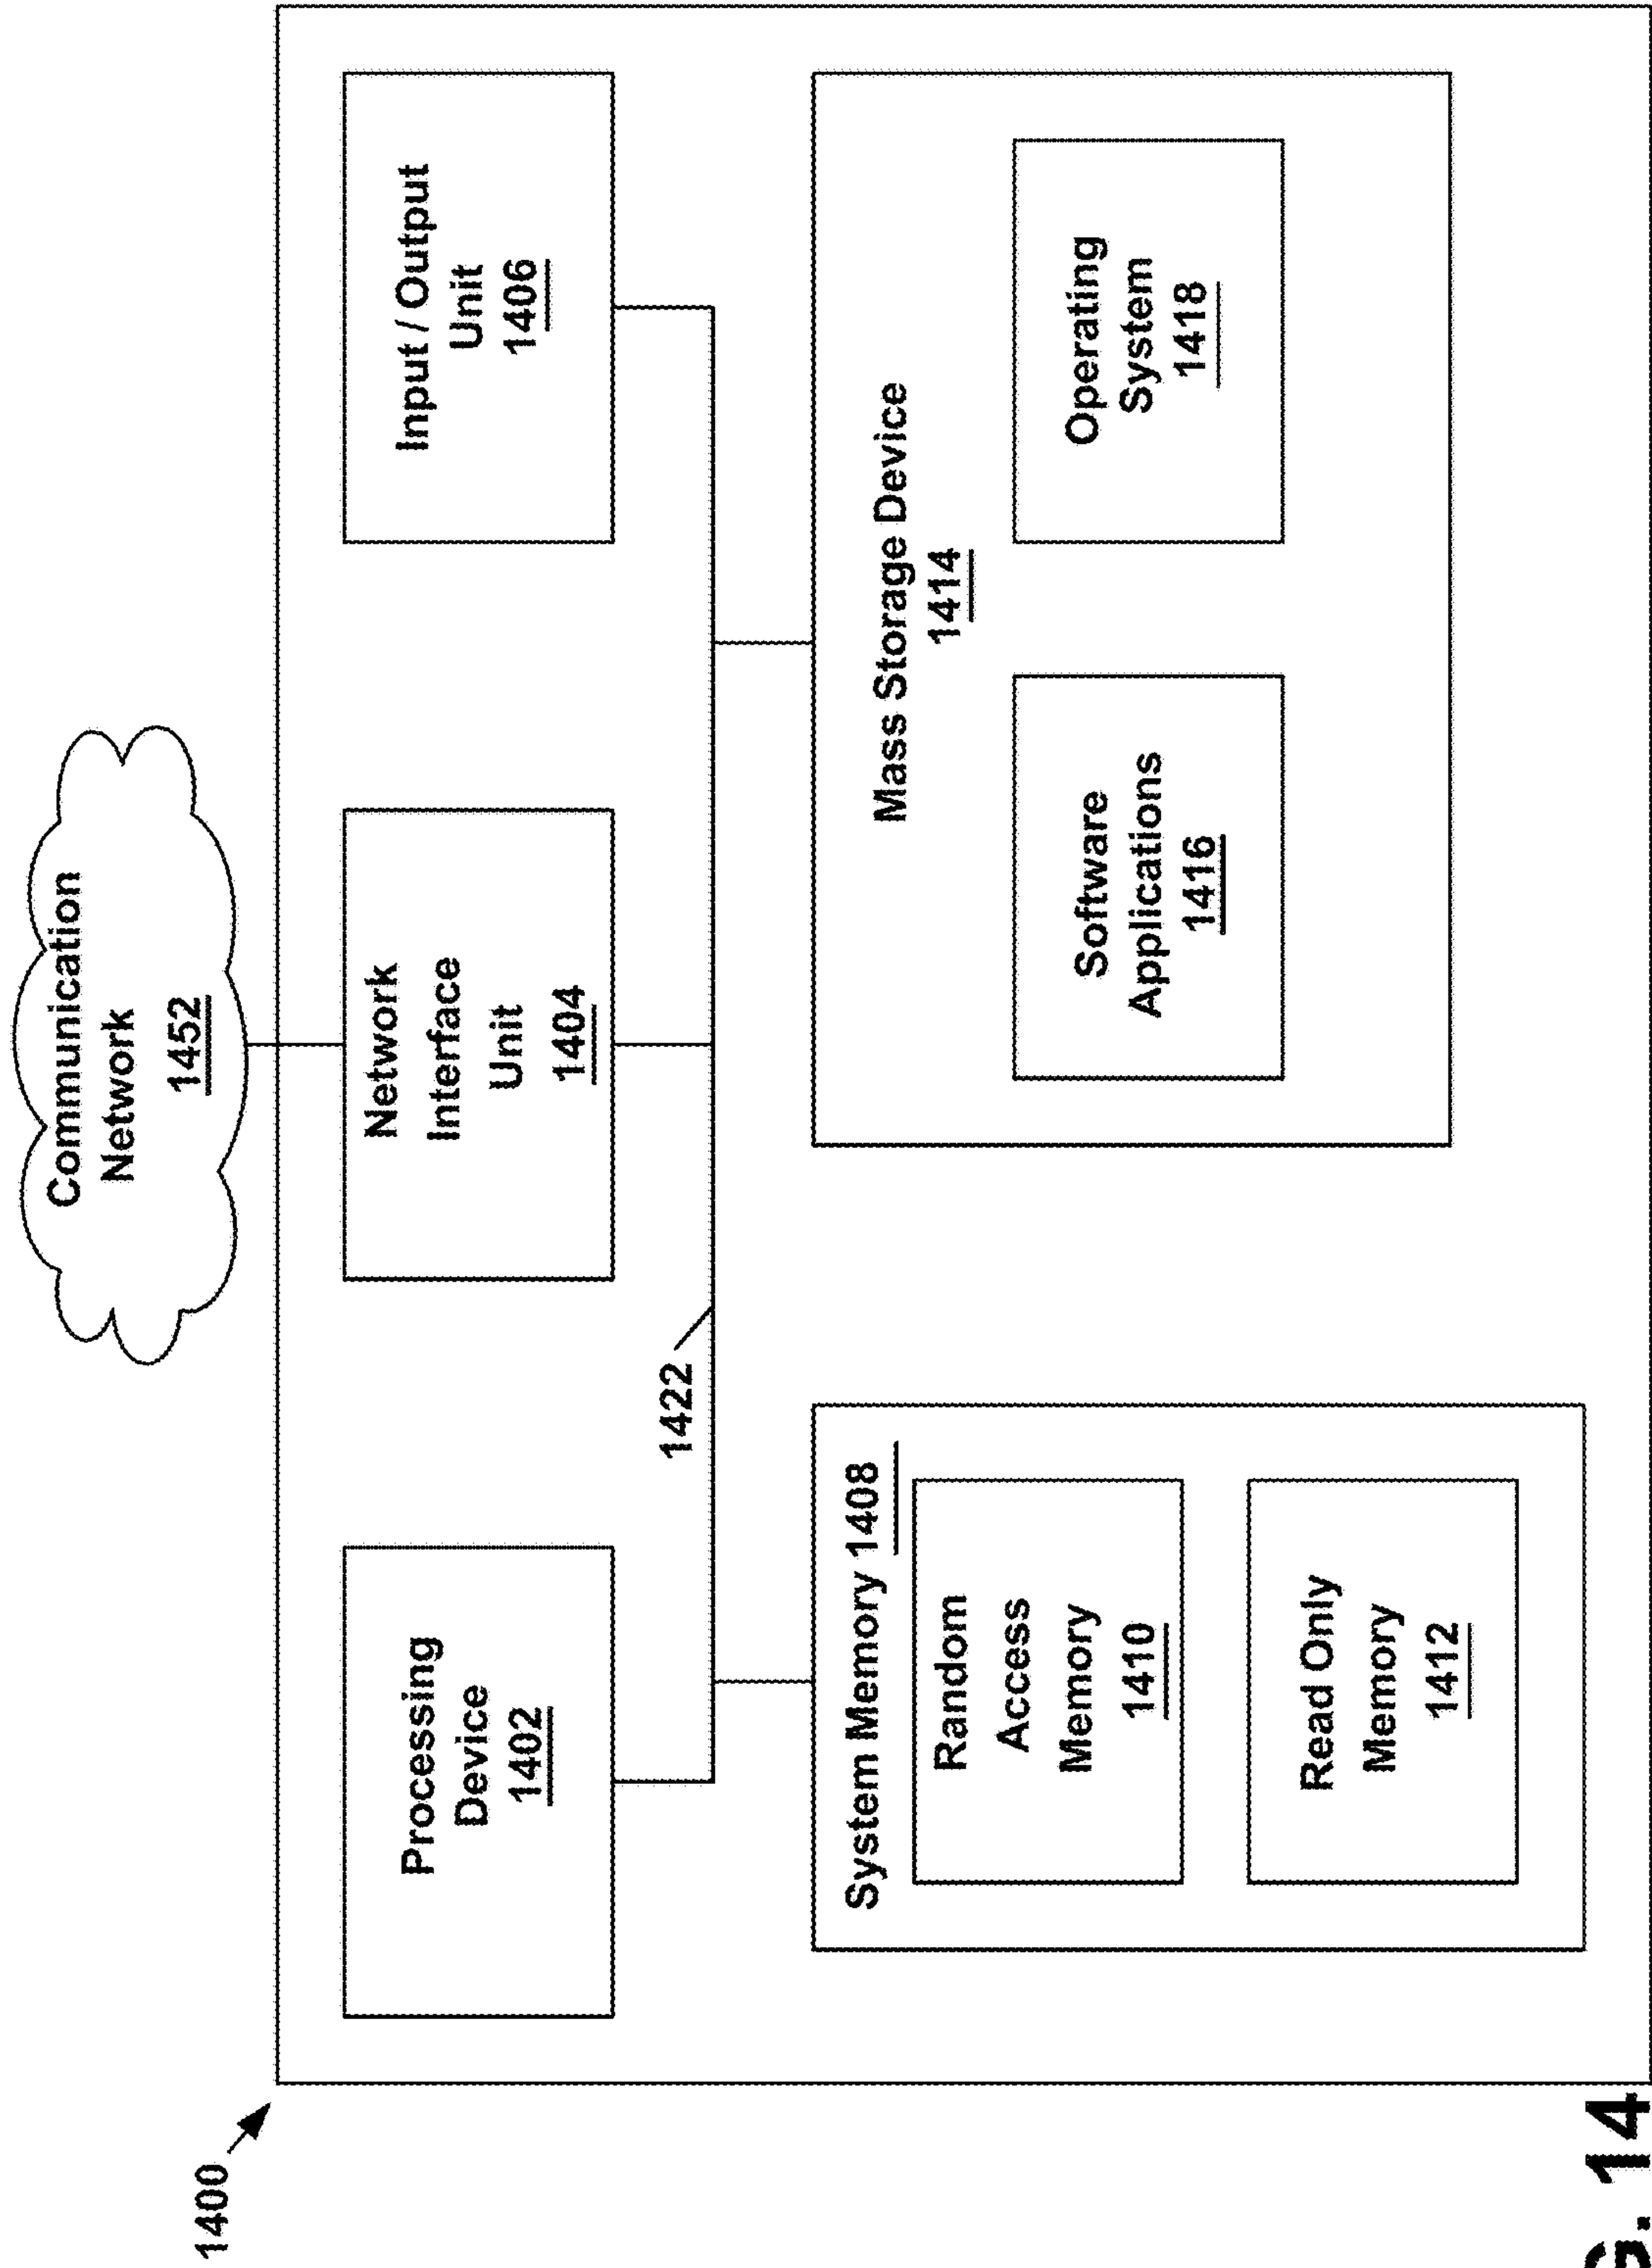 1400
Communication
Network
1452
Processing
Device
1402
Network
Interface
Unit
1404
Input / Output
Unit
1406
1422
System Memory 1408
Random
Access
Memory
1410
Read Only
Memory
1412
Mass Storage Device
1414
Software
Applications
1416
Operating
System
1418
G. 14